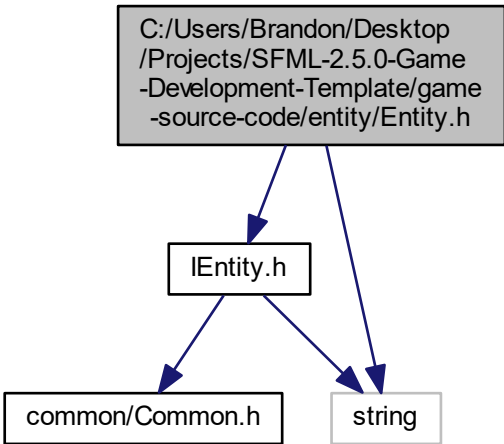 C:/Users/Brandon/Desktop
/Projects/SFML-2.5.0-Game
-Development-Template/game
-source-code/entity/Entity.h
IEntity.h
common/Common.h
string